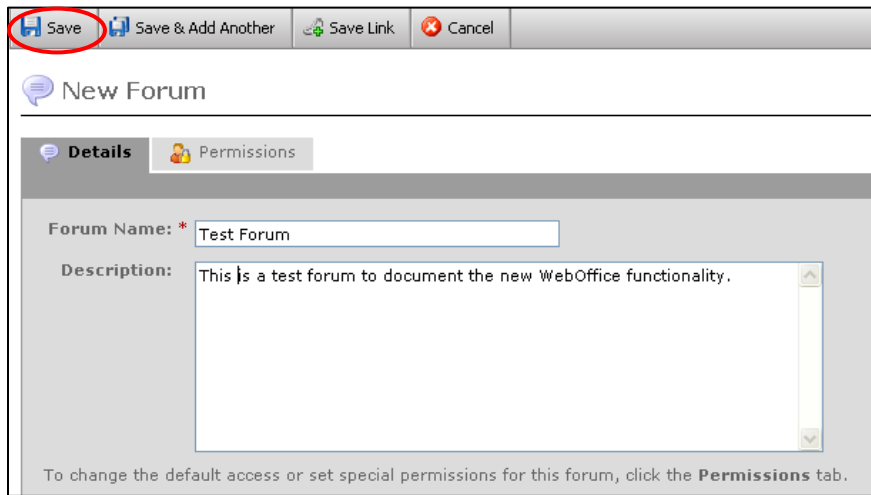 Save Save & Add Another Save Link Cancel
New Forum
Details Permissions
Forum Name: * Test Forum
Description: This is a test forum to document the new WebOffice functionality.
To change the default access or set special permissions for this forum, click the Permissions tab.